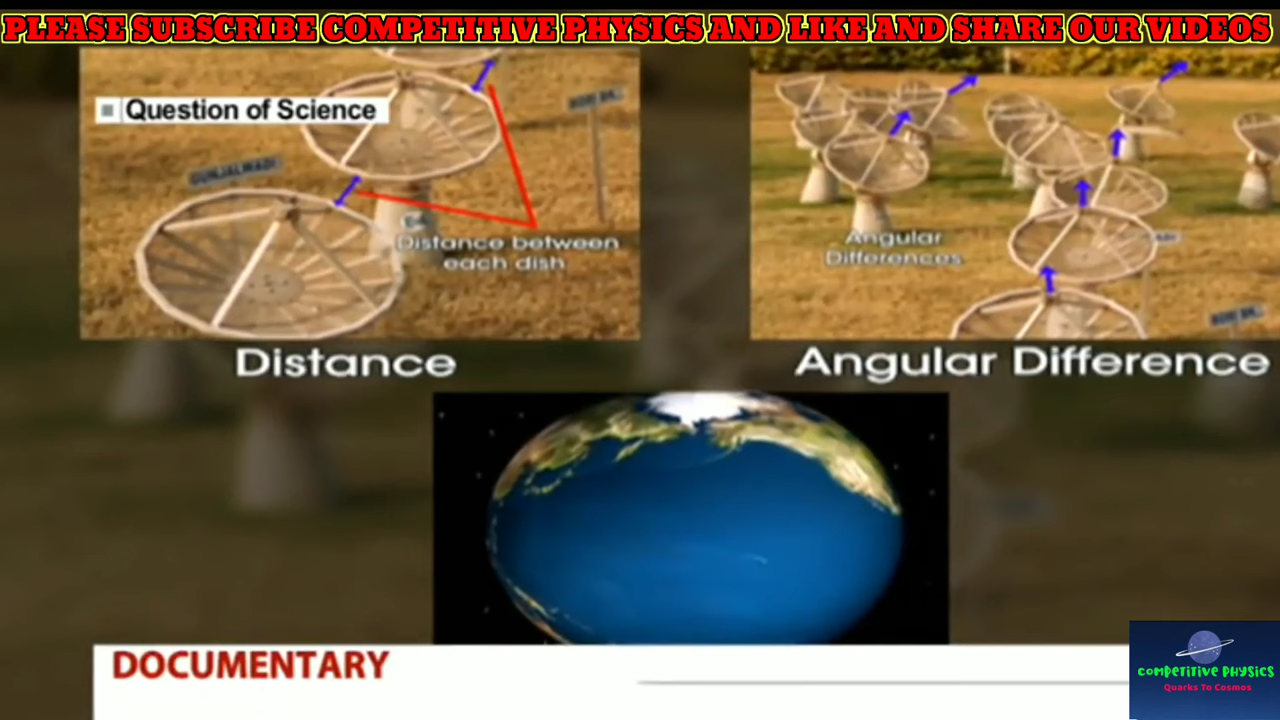 PLEASE SUBSCRIBE COMPETITIVE PHYSICS AND LIKE AND SHARE OUR VIDEOS
Question of Science
GUNJALWADI
Distance between
each dish
Angular
Differences
Distance
Angular Difference
DOCUMENTARY
COMPETITIVE PHYSICS
Quarks To Cosmos